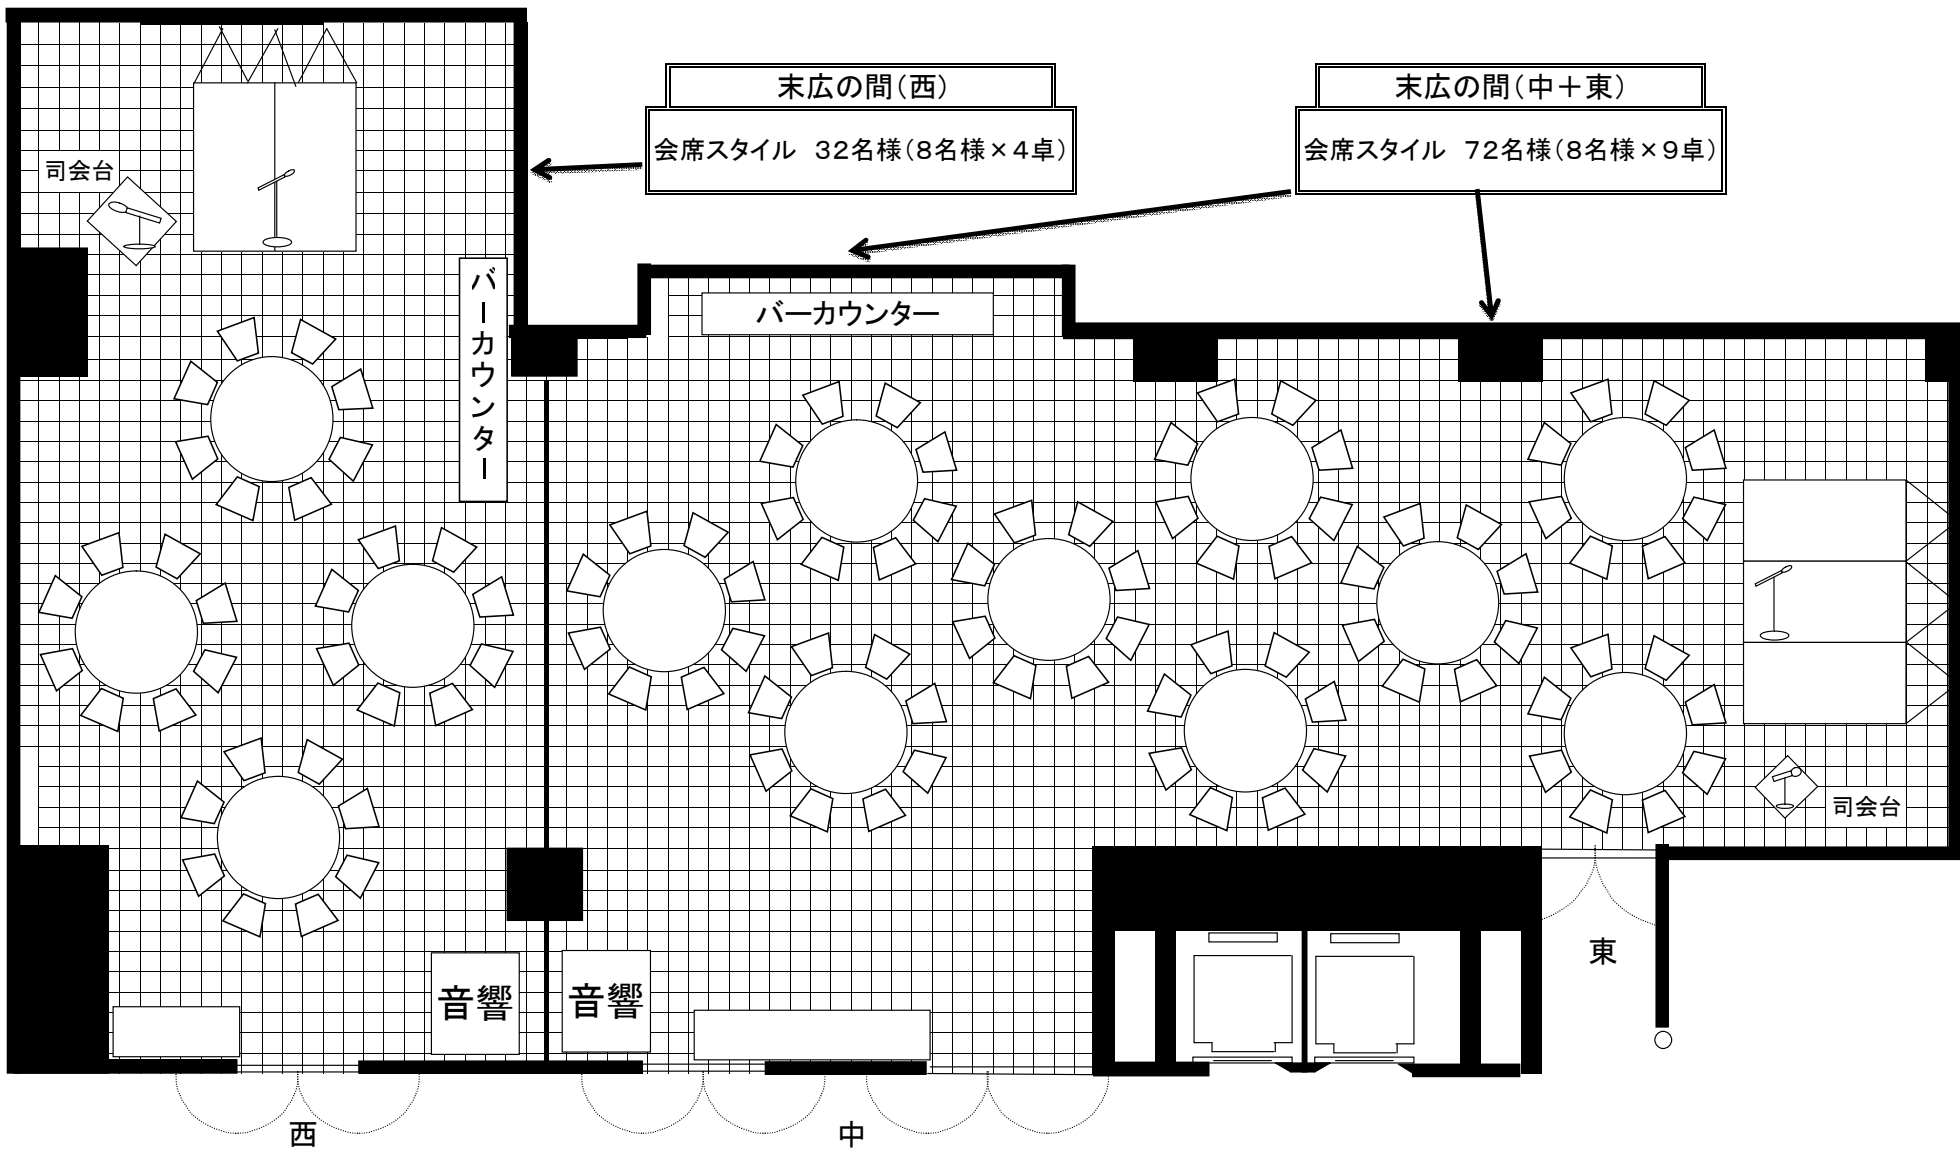 末広の間（西）
会席スタイル　３２名様（８名様×４卓）
末広の間（中＋東）
会席スタイル　７２名様（８名様×９卓）
司会台
バーカウンター
バーカウンター
司会台
音響
音響
東
西
中